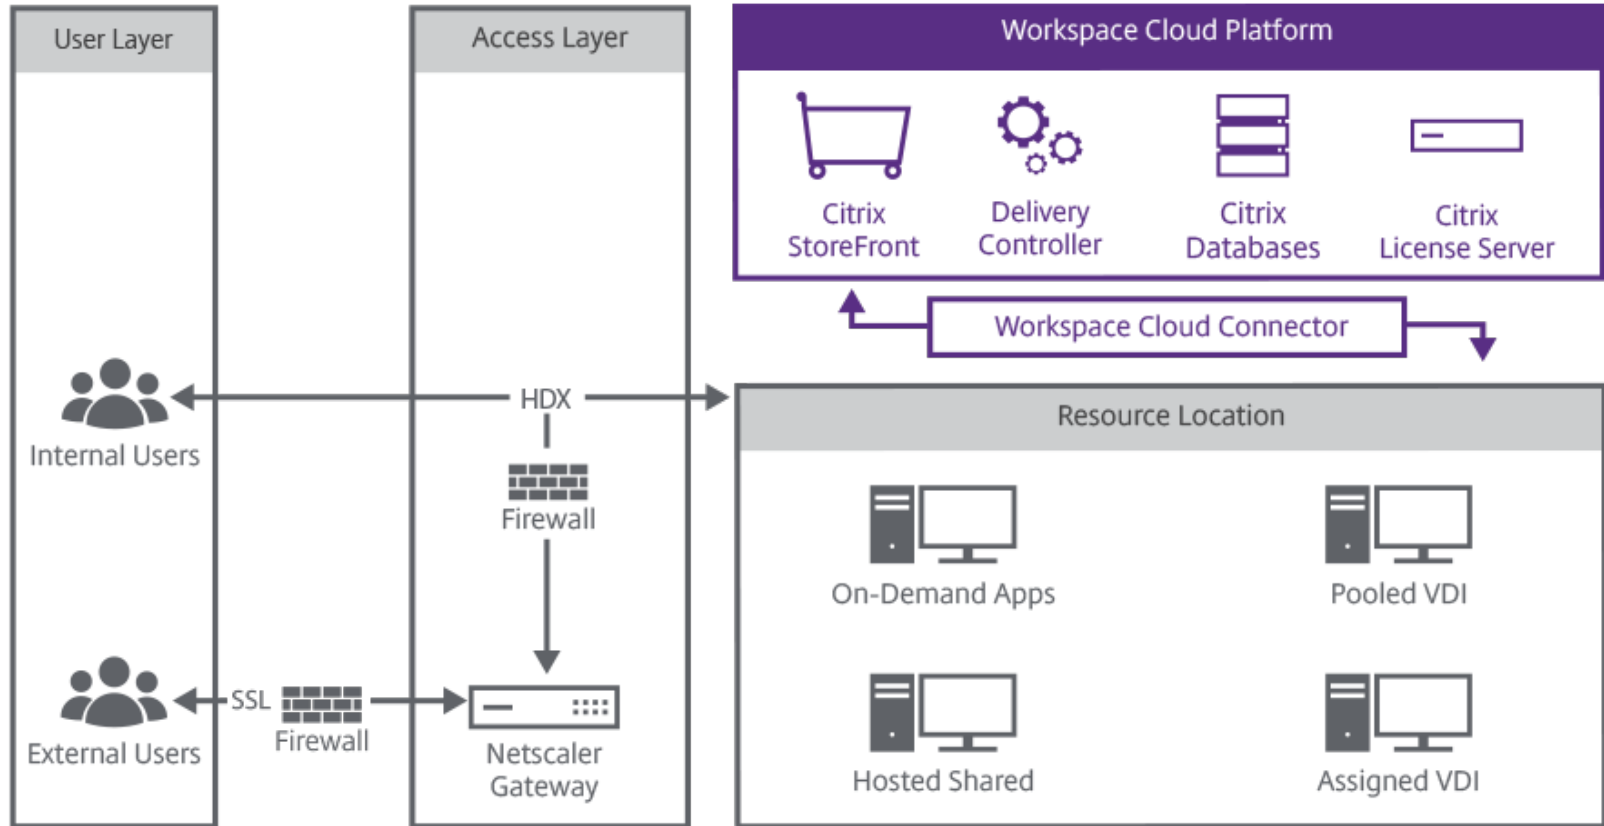 User Layer
Access Layer
Workspace Cloud Platform
Citrix
StoreFront
Delivery
Controller
Citrix
Databases
Citrix
License Server
Workspace Cloud Connector
HDX
Internal Users
Firewall
Resource Location
On-Demand Apps
Pooled VDI
SSL
Firewall
External Users
Netscaler
Gateway
Hosted Shared
Assigned VDI